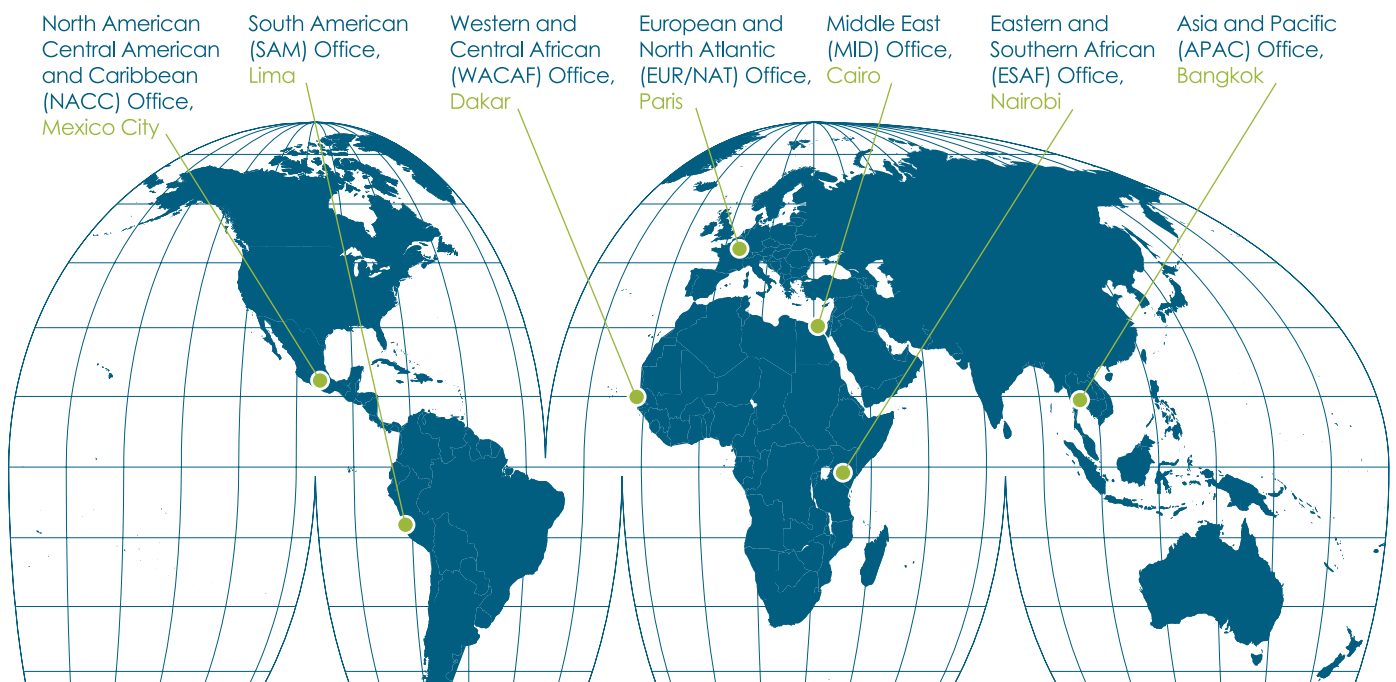 North American
Central American
and Caribbean
(NACC) Office,
Mexico City
South American
(SAM) Office,
Lima
Western and
Central African
(WACAF) Office,
Dakar
European and
North Atlantic
(EUR/NAT) Office,
Paris
Middle East
(MID) Office,
Cairo
Eastern and
Southern African
(ESAF) Office,
Nairobi
Asia and Pacific
(APAC) Office,
Bangkok